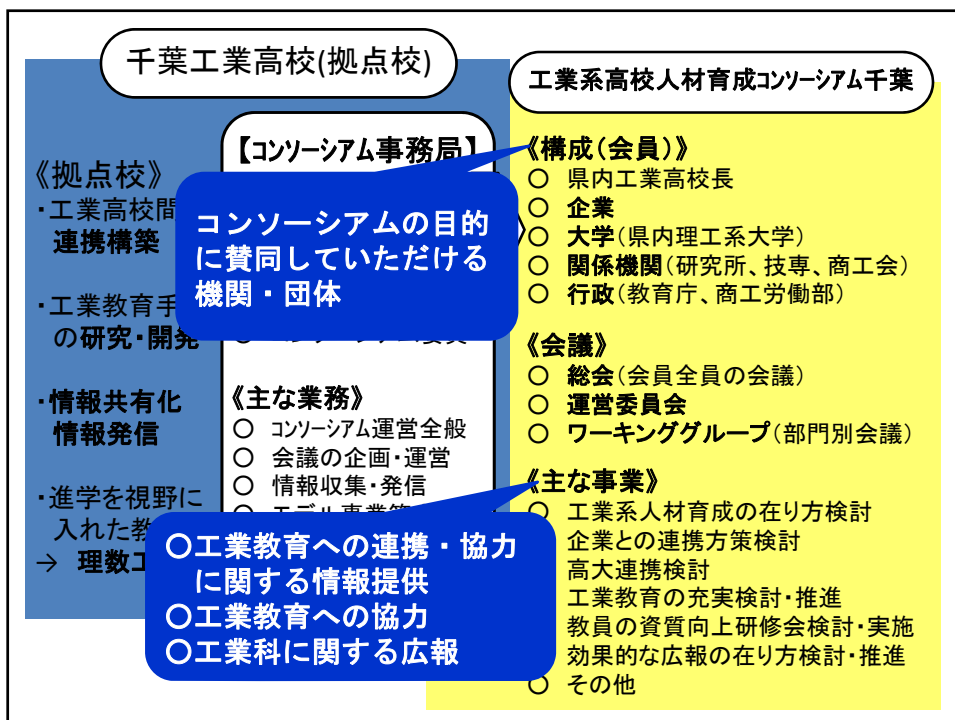 千葉工業高校(拠点校)
《拠点校》
・工業高校間
連携構築
・工業教育手
の研究・開発
・情報共有化
情報発信
・進学を視野に
入れた教
→ 理数工
【コンソーシアム事務局】
《主な業務》
○ コンソーシアム運営全般
○ 会議の企画・運営
○ 情報収集・発信
コンソーシアムの目的
に賛同していただける
機関・団体
○工業教育への連携・協力
に関する情報提供
○工業教育への協力
○工業科に関する広報
工業系高校人材育成コンソーシアム千葉
《構成(会員)》
○ 県内工業高校長
○ 企業
○ 大学(県内理工系大学)
○ 関係機関(研究所、技専、商工会)
○ 行政(教育庁、商工労働部)
《会議》
○ 総会(会員全員の会議)
○ 運営委員会
○ ワーキンググループ(部門別会議)
《主な事業》
○ 工業系人材育成の在り方検討
企業との連携方策検討
高大連携検討
工業教育の充実検討・推進
教員の資質向上研修会検討・実施
効果的な広報の在り方検討・推進
○ その他